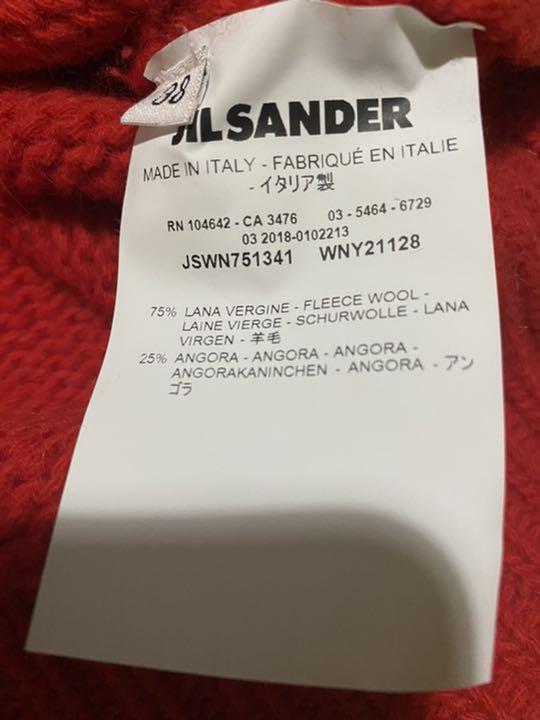 38
JIL SANDER
MADE IN ITALY - FABRIQUÉ EN ITALIE
- イタリア製
RN 104642 - CA 3476 03 - 5464 - 6729
03 2018-0102213
JSWN751341 WNY21128
75% LANA VERGINE - FLEECE WOOL -
LAINE VIERGE - SCHURWOLLE - LANA
VIRGEN - 羊毛
25% ANGORA - ANGORA - ANGORA -
ANGORAKANINCHEN - ANGORA - アン
ゴラ